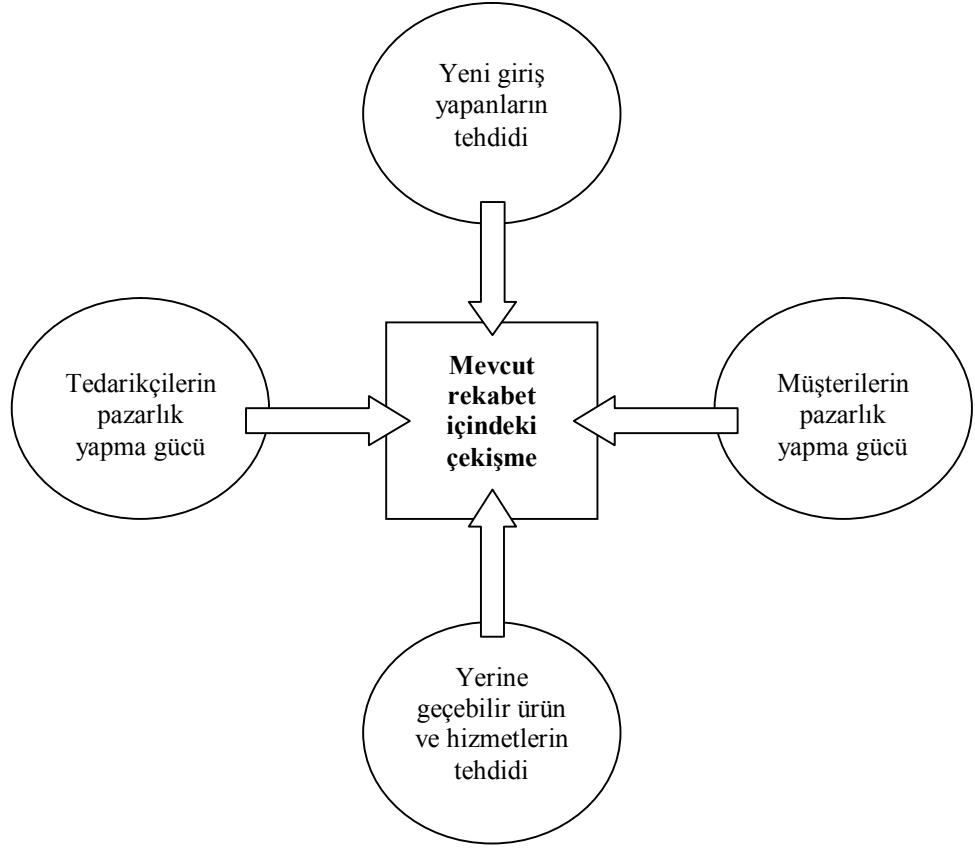 Yeni giriş
yapanların
tehdidi
Tedarikçilerin
pazarlık
yapma gücü
Mevcut
rekabet
içindeki
çekişme
Müşterilerin
pazarlık
yapma gücü
Yerine
geçebilir ürün
ve hizmetlerin
tehdidi